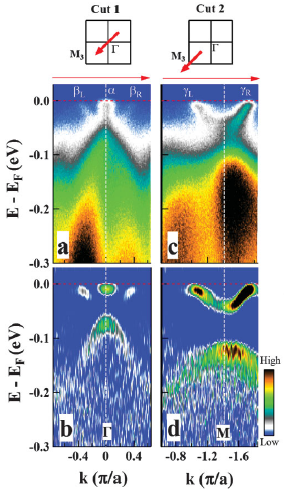 Cut 1
Cut 2
M₃
Γ
M₃
Γ
β_L
α
β_R
γ_L
γ_R
E - E_F (eV)
0.0
-0.1
-0.2
-0.3
a
c
E - E_F (eV)
0.0
-0.1
-0.2
-0.3
b
Γ
d
M
High
Low
-0.4
0
0.4
-0.8
-1.2
-1.6
k (π/a)
k (π/a)